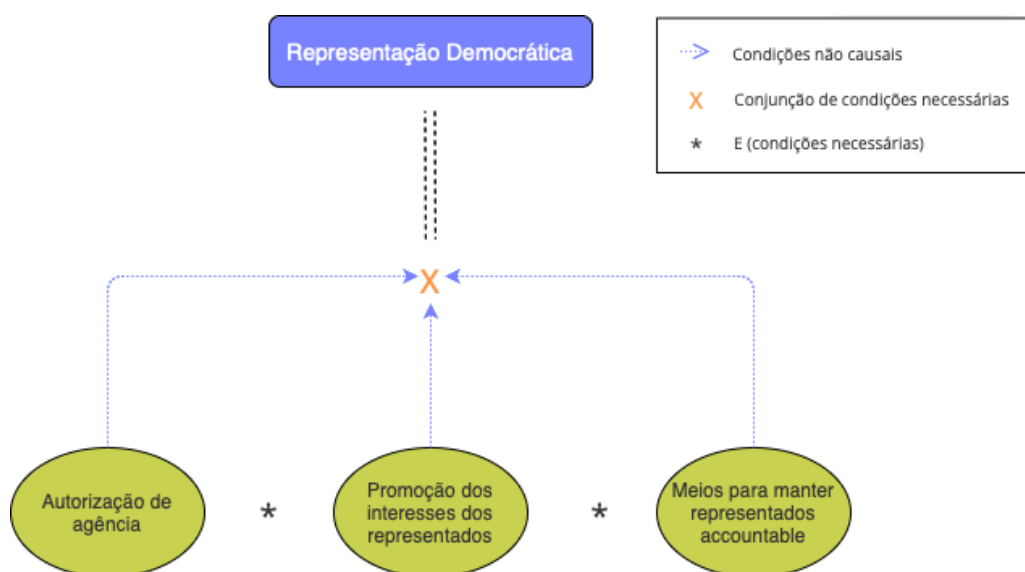 Representação Democrática
Condições não causais
X Conjunção de condições necessárias
* E (condições necessárias)
X
Autorização de
agência
*
Promoção dos
interesses dos
representados
*
Meios para manter
representados
accountable